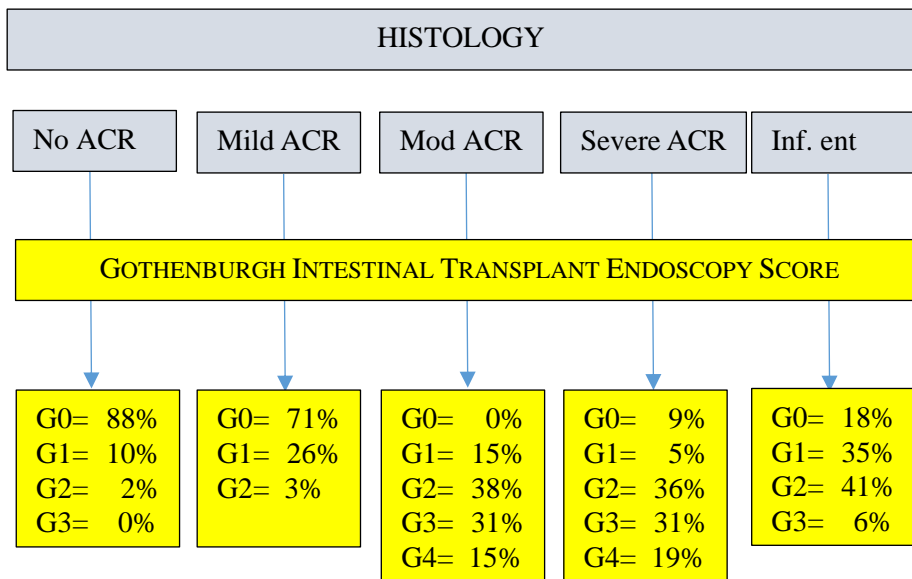 HISTOLOGY
No ACR
Mild ACR
Mod ACR
Severe ACR
Inf. ent
GOTHENBURGH INTESTINAL TRANSPLANT ENDOSCOPY SCORE
G0= 88%
G1= 10%
G2= 2%
G3= 0%
G0= 71%
G1= 26%
G2= 3%
G0= 0%
G1= 15%
G2= 38%
G3= 31%
G4= 15%
G0= 9%
G1= 5%
G2= 36%
G3= 31%
G4= 19%
G0= 18%
G1= 35%
G2= 41%
G3= 6%